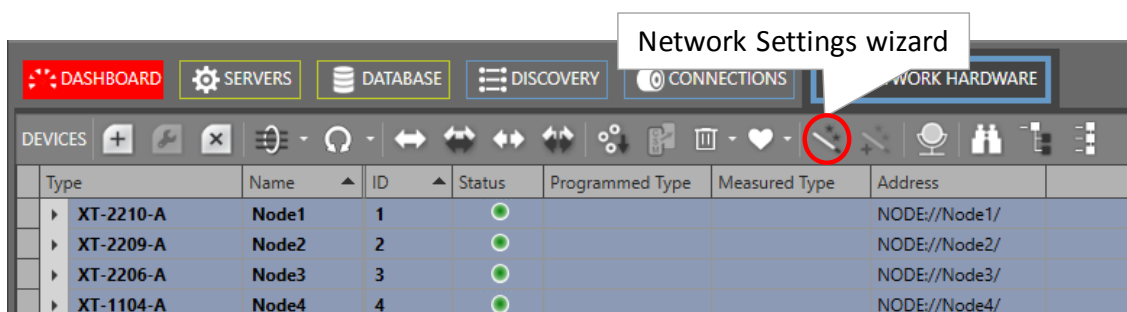 Network Settings wizard
DASHBOARD SERVERS DATABASE DISCOVERY CONNECTIONS WORK HARDWARE
DEVICES
Type Name ID Status Programmed Type Measured Type Address
XT-2210-A Node1 1 NODE://Node1/
XT-2209-A Node2 2 NODE://Node2/
XT-2206-A Node3 3 NODE://Node3/
XT-1104-A Node4 4 NODE://Node4/